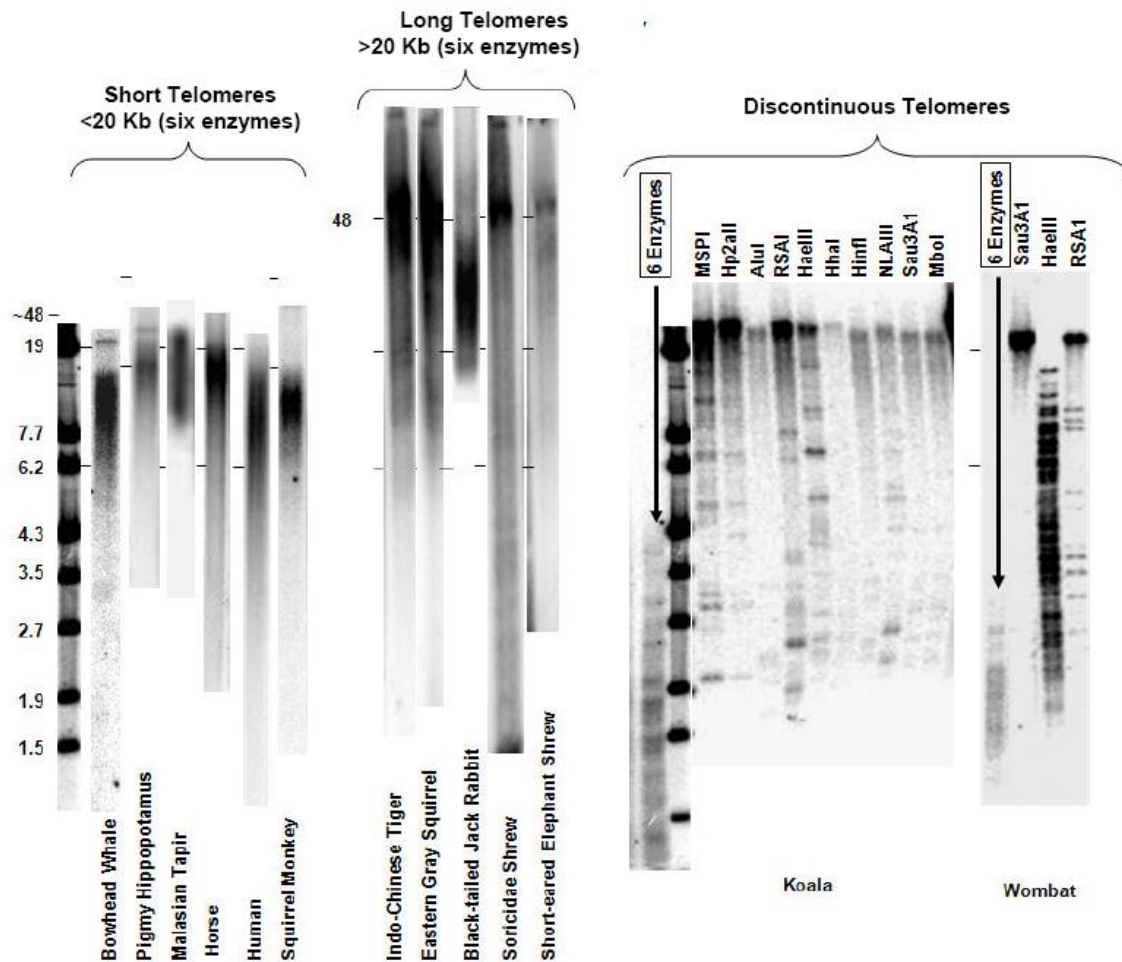 Long Telomeres
>20 Kb (six enzymes)
Short Telomeres
<20 Kb (six enzymes)
Discontinuous Telomeres
6 Enzymes
MSPI
Hp2aII
AluI
RSAI
HaeIII
HhaI
HinfI
NLAIII
Sau3A1
MboI
6 Enzymes
Sau3A1
HaeIII
RSA1
48
~48
19
7.7
6.2
4.3
3.5
2.7
1.9
1.5
Bowhead Whale
Pigmy Hippopotamus
Malasian Tapir
Horse
Human
Squirrel Monkey
Indo-Chinese Tiger
Eastern Gray Squirrel
Black-tailed Jack Rabbit
Soricidae Shrew
Short-eared Elephant Shrew
Koala
Wombat